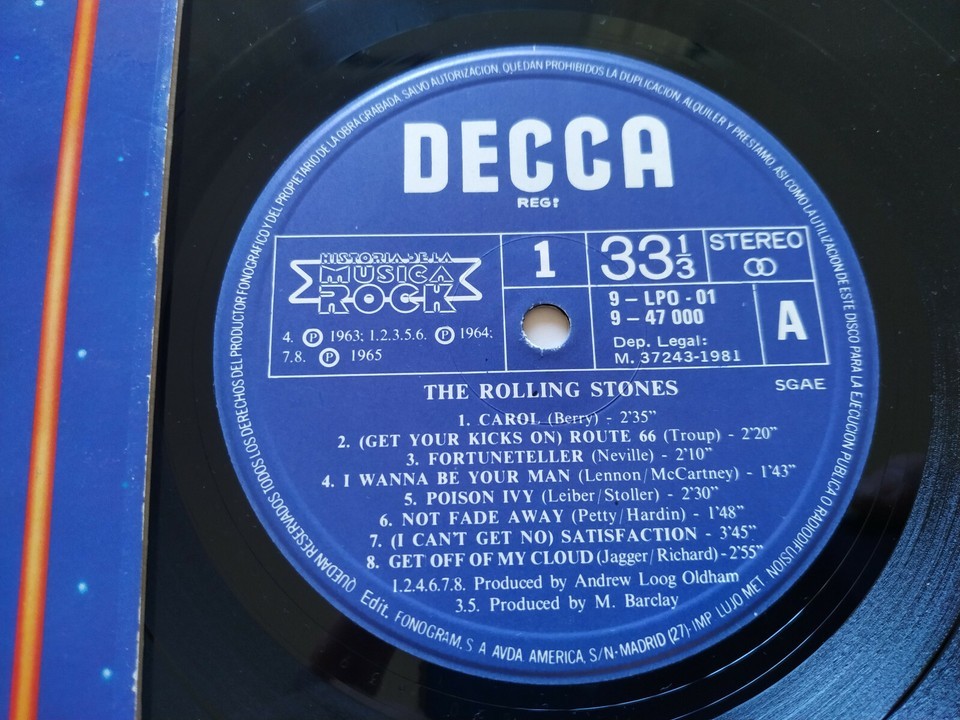 QUEDAN RESERVADOS TODOS LOS DERECHOS DEL PRODUCTOR FONOGRAFICO Y DEL PROPIETARIO DE LA OBRA GRABADA. SALVO AUTORIZACION, QUEDAN PROHIBIDOS LA DUPLICACION, ALQUILER Y PRESTAMO, ASI COMO LA UTILIZACION DE ESTE DISCO PARA LA EJECUCION PUBLICA O RADIODIFUSION
DECCA
REG!
HISTORIA DE LA
MUSICA
ROCK
1
33 1/3
STEREO
9 - LPO - 01
9 - 47 000
A
4. Ⓟ 1963; 1.2.3.5.6. Ⓟ 1964;
7.8. Ⓟ 1965
Dep. Legal:
M. 37243-1981
THE ROLLING STONES
SGAE
1. CAROL (Berry) - 2'35"
2. (GET YOUR KICKS ON) ROUTE 66 (Troup) - 2'20"
3. FORTUNETELLER (Neville) - 2'10"
4. I WANNA BE YOUR MAN (Lennon/McCartney) - 1'43"
5. POISON IVY (Leiber/Stoller) - 2'30"
6. NOT FADE AWAY (Petty/Hardin) - 1'48"
7. (I CAN'T GET NO) SATISFACTION - 3'45"
8. GET OFF OF MY CLOUD (Jagger/Richard) - 2'55"
1.2.4.6.7.8. Produced by Andrew Loog Oldham
3.5. Produced by M. Barclay
Edit. FONOGRAM, S A AVDA AMERICA, S/N-MADRID (27)-IMP LUJO MET